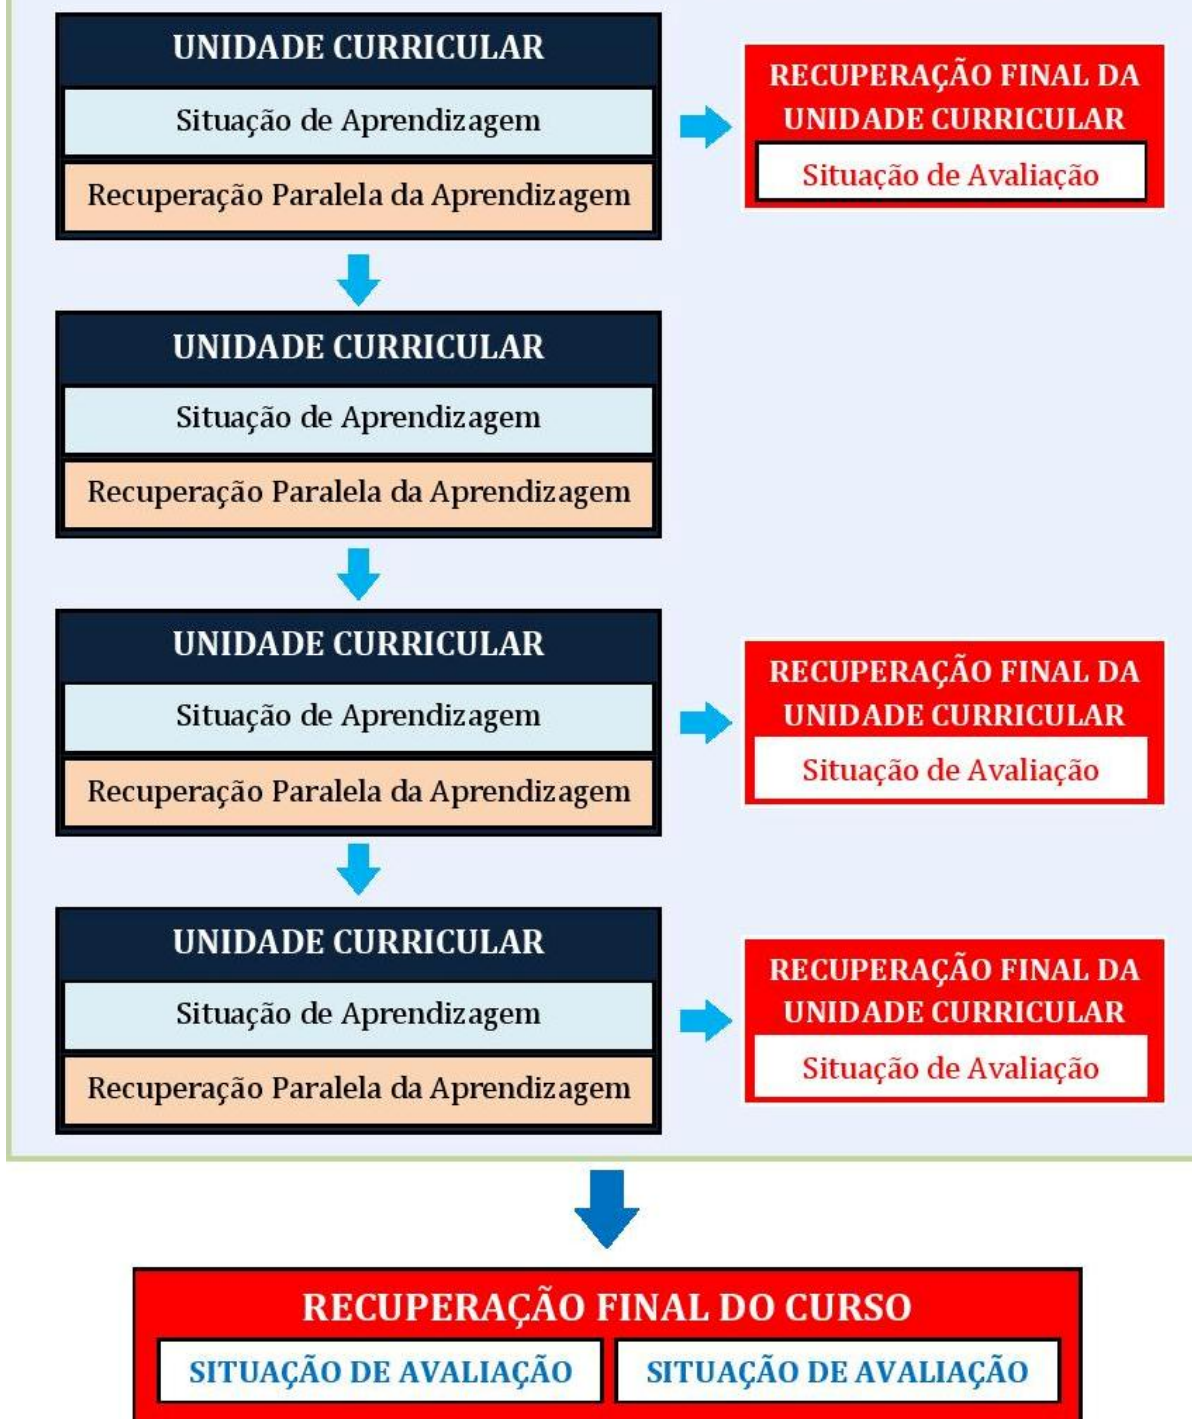 UNIDADE CURRICULAR
Situação de Aprendizagem
Recuperação Paralela da Aprendizagem
RECUPERAÇÃO FINAL DA
UNIDADE CURRICULAR
Situação de Avaliação
UNIDADE CURRICULAR
Situação de Aprendizagem
Recuperação Paralela da Aprendizagem
UNIDADE CURRICULAR
Situação de Aprendizagem
Recuperação Paralela da Aprendizagem
RECUPERAÇÃO FINAL DA
UNIDADE CURRICULAR
Situação de Avaliação
UNIDADE CURRICULAR
Situação de Aprendizagem
Recuperação Paralela da Aprendizagem
RECUPERAÇÃO FINAL DA
UNIDADE CURRICULAR
Situação de Avaliação
RECUPERAÇÃO FINAL DO CURSO
SITUAÇÃO DE AVALIAÇÃO
SITUAÇÃO DE AVALIAÇÃO